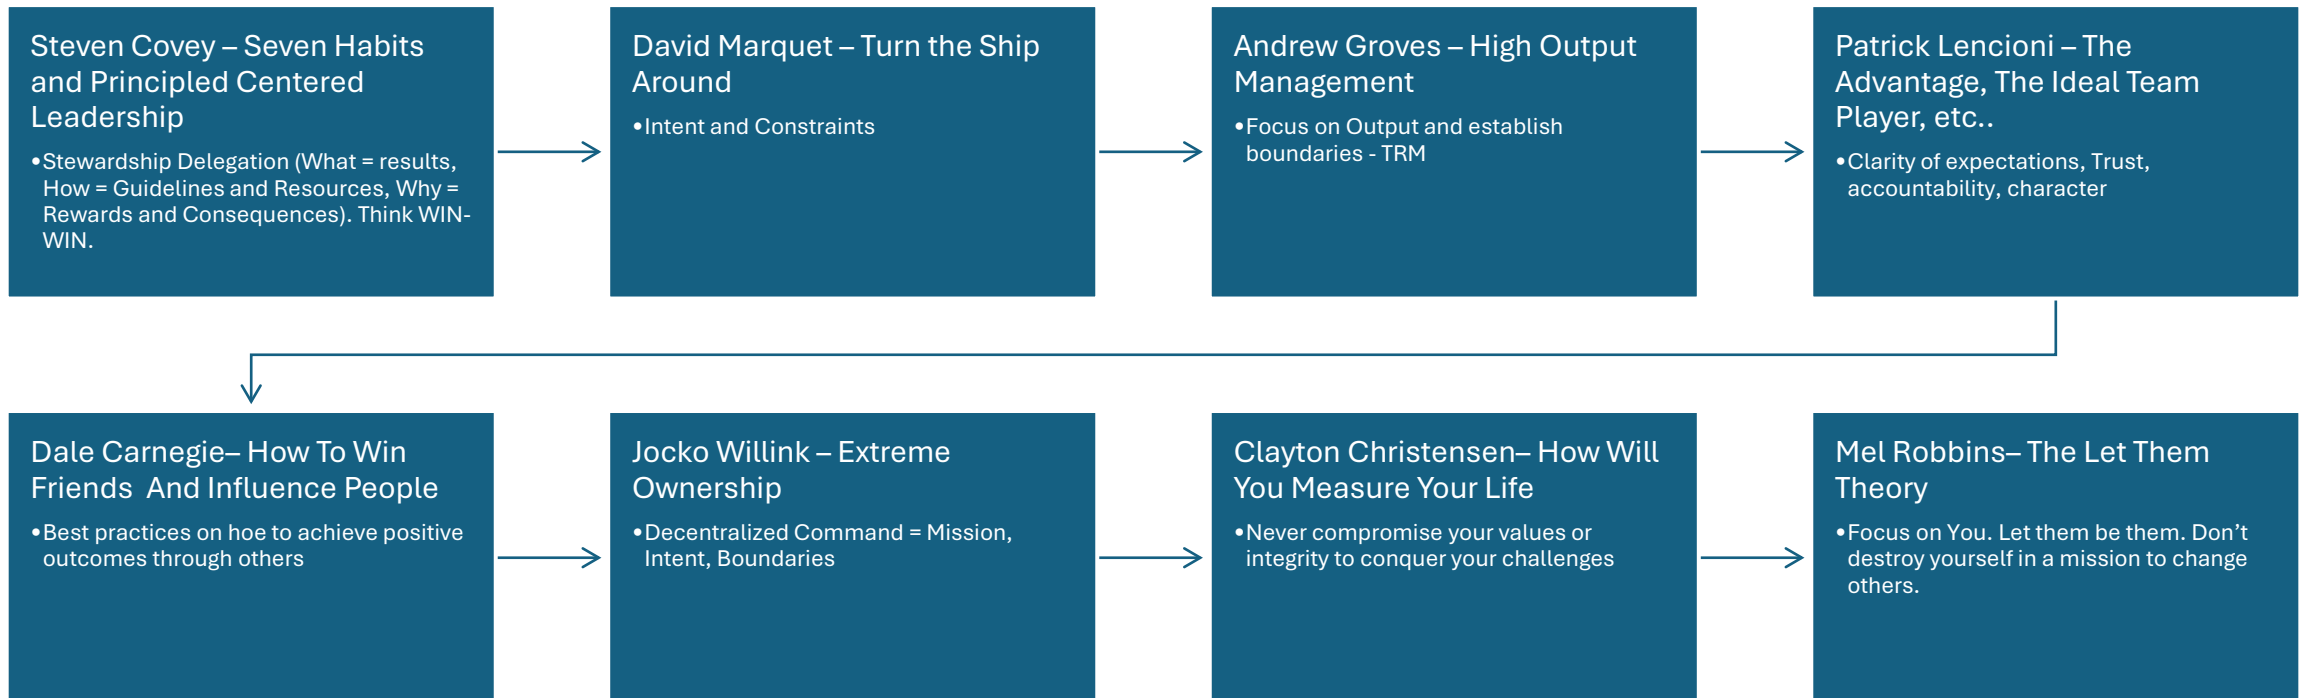 Steven Covey – Seven Habits
and Principled Centered
Leadership
•Stewardship Delegation (What = results,
How = Guidelines and Resources, Why =
Rewards and Consequences). Think WIN-
WIN.
David Marquet – Turn the Ship
Around
•Intent and Constraints
Andrew Groves – High Output
Management
•Focus on Output and establish
boundaries - TRM
Patrick Lencioni – The
Advantage, The Ideal Team
Player, etc..
•Clarity of expectations, Trust,
accountability, character
Dale Carnegie– How To Win
Friends  And Influence People
•Best practices on hoe to achieve positive
outcomes through others
Jocko Willink – Extreme
Ownership
•Decentralized Command = Mission,
Intent, Boundaries
Clayton Christensen– How Will
You Measure Your Life
•Never compromise your values or
integrity to conquer your challenges
Mel Robbins– The Let Them
Theory
•Focus on You. Let them be them. Don’t
destroy yourself in a mission to change
others.